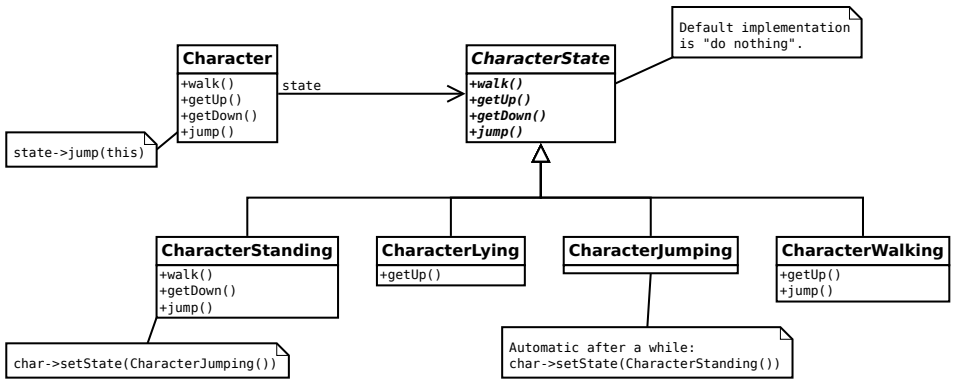 Default implementation
is "do nothing".
Character
+walk()
+getUp()
+getDown()
+jump()
state
CharacterState
+walk()
+getUp()
+getDown()
+jump()
state->jump(this)
CharacterStanding
+walk()
+getDown()
+jump()
CharacterLying
+getUp()
CharacterJumping
CharacterWalking
+getUp()
+jump()
char->setState(CharacterJumping())
Automatic after a while:
char->setState(CharacterStanding())